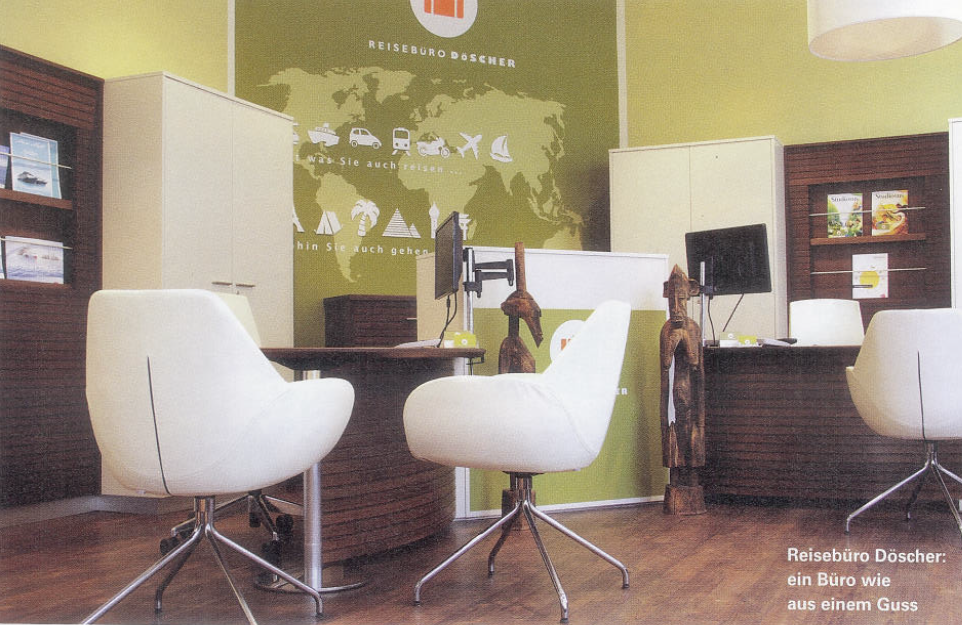 REISEBÜRO DöSCHER
was Sie auch reisen ...
hin Sie auch gehen
Reisebüro Döscher:
ein Büro wie
aus einem Guss